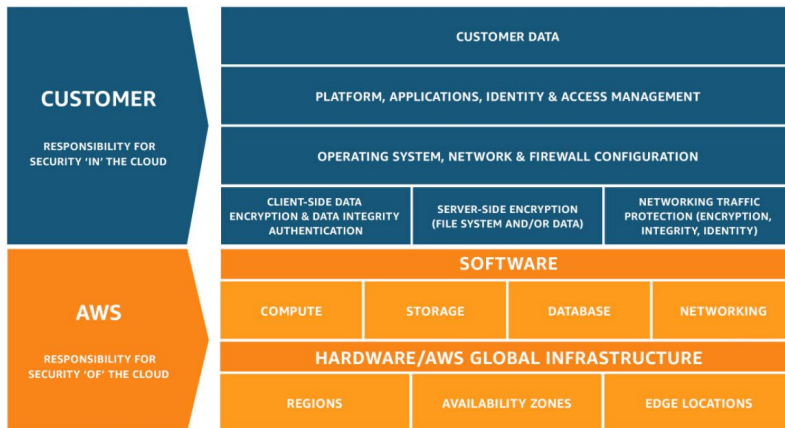 CUSTOMER
RESPONSIBILITY FOR
SECURITY ‘IN’ THE CLOUD
CUSTOMER DATA
PLATFORM, APPLICATIONS, IDENTITY & ACCESS MANAGEMENT
OPERATING SYSTEM, NETWORK & FIREWALL CONFIGURATION
CLIENT-SIDE DATA
ENCRYPTION & DATA INTEGRITY
AUTHENTICATION
SERVER-SIDE ENCRYPTION
(FILE SYSTEM AND/OR DATA)
NETWORKING TRAFFIC
PROTECTION (ENCRYPTION,
INTEGRITY, IDENTITY)
AWS
RESPONSIBILITY FOR
SECURITY ‘OF’ THE CLOUD
SOFTWARE
COMPUTE
STORAGE
DATABASE
NETWORKING
HARDWARE/AWS GLOBAL INFRASTRUCTURE
REGIONS
AVAILABILITY ZONES
EDGE LOCATIONS